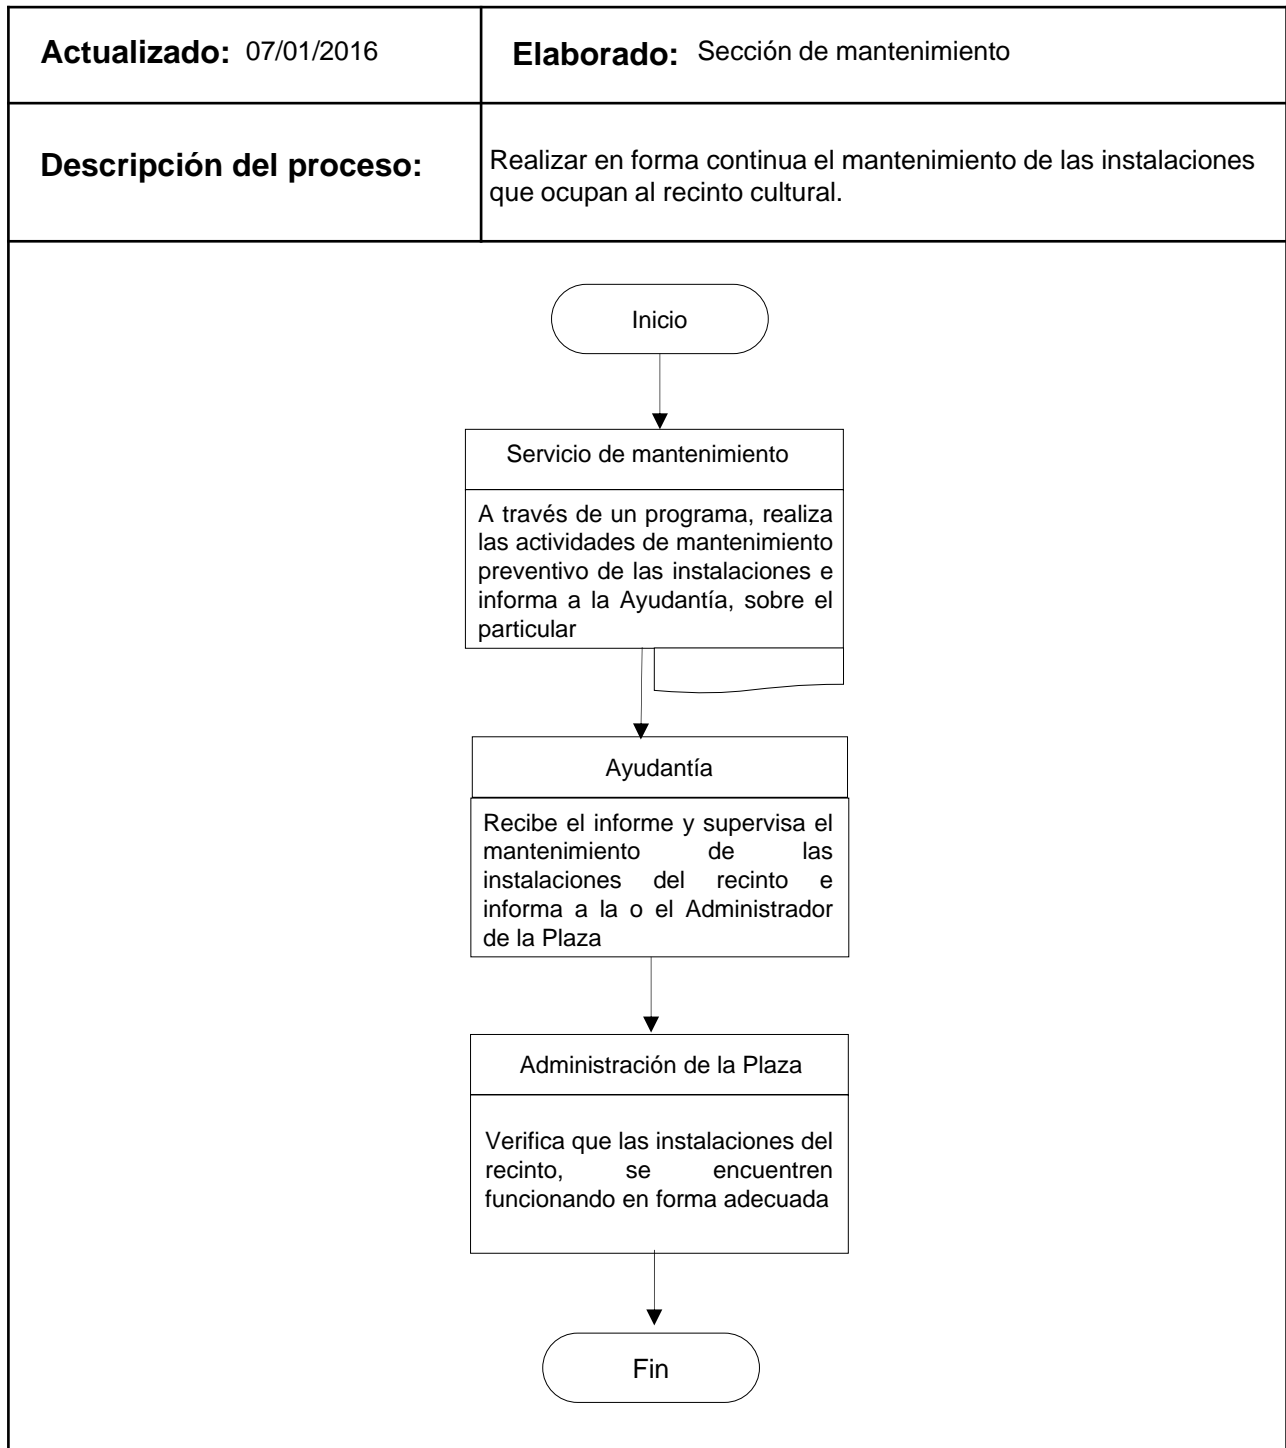 Actualizado: 07/01/2016
Elaborado: Sección de mantenimiento
Descripción del proceso:
Realizar en forma continua el mantenimiento de las instalaciones
que ocupan al recinto cultural.
Inicio
Servicio de mantenimiento
A través de un programa, realiza
las actividades de mantenimiento
preventivo de las instalaciones e
informa a la Ayudantía, sobre el
particular
Ayudantía
Recibe el informe y supervisa el
mantenimiento de las
instalaciones del recinto e
informa a la o el Administrador
de la Plaza
Administración de la Plaza
Verifica que las instalaciones del
recinto, se encuentren
funcionando en forma adecuada
Fin